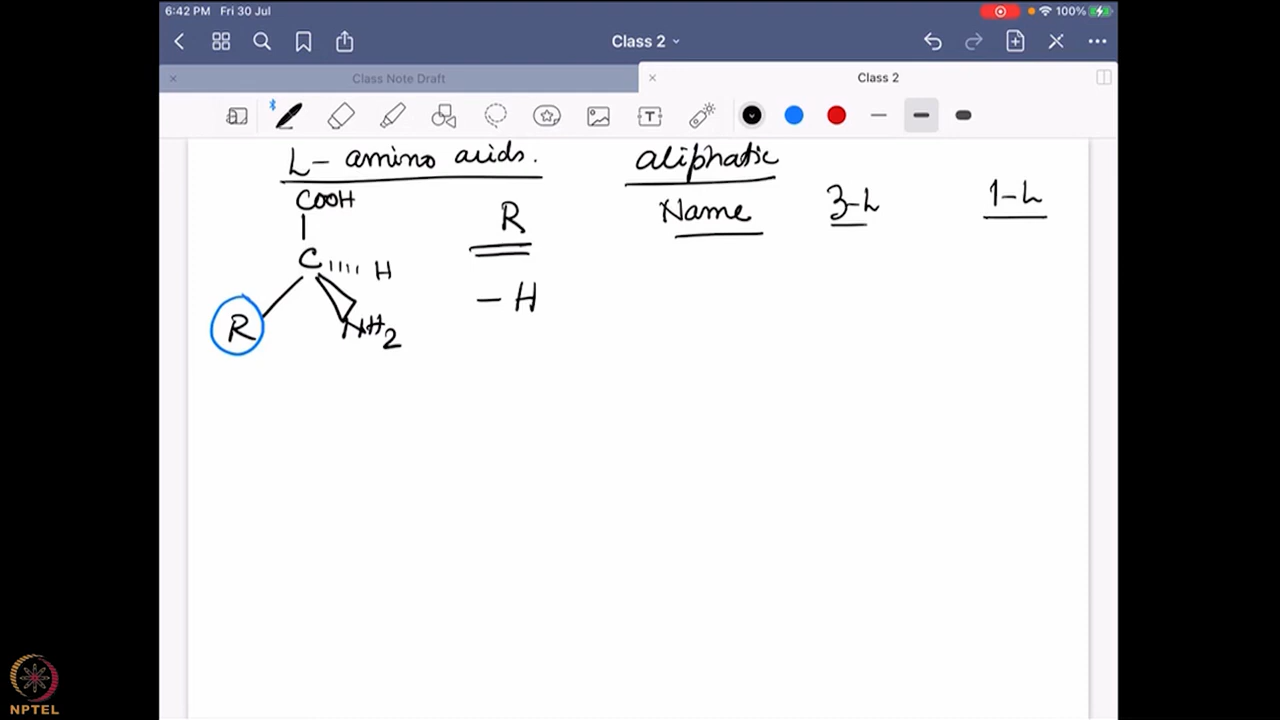 6:42 PM Fri 30 Jul
100%
Class 2
Class Note Draft
Class 2
L- amino acids.
aliphatic
COOH
R
Name
3-L
1-L
C
H
- H
R
NH2
NPTEL